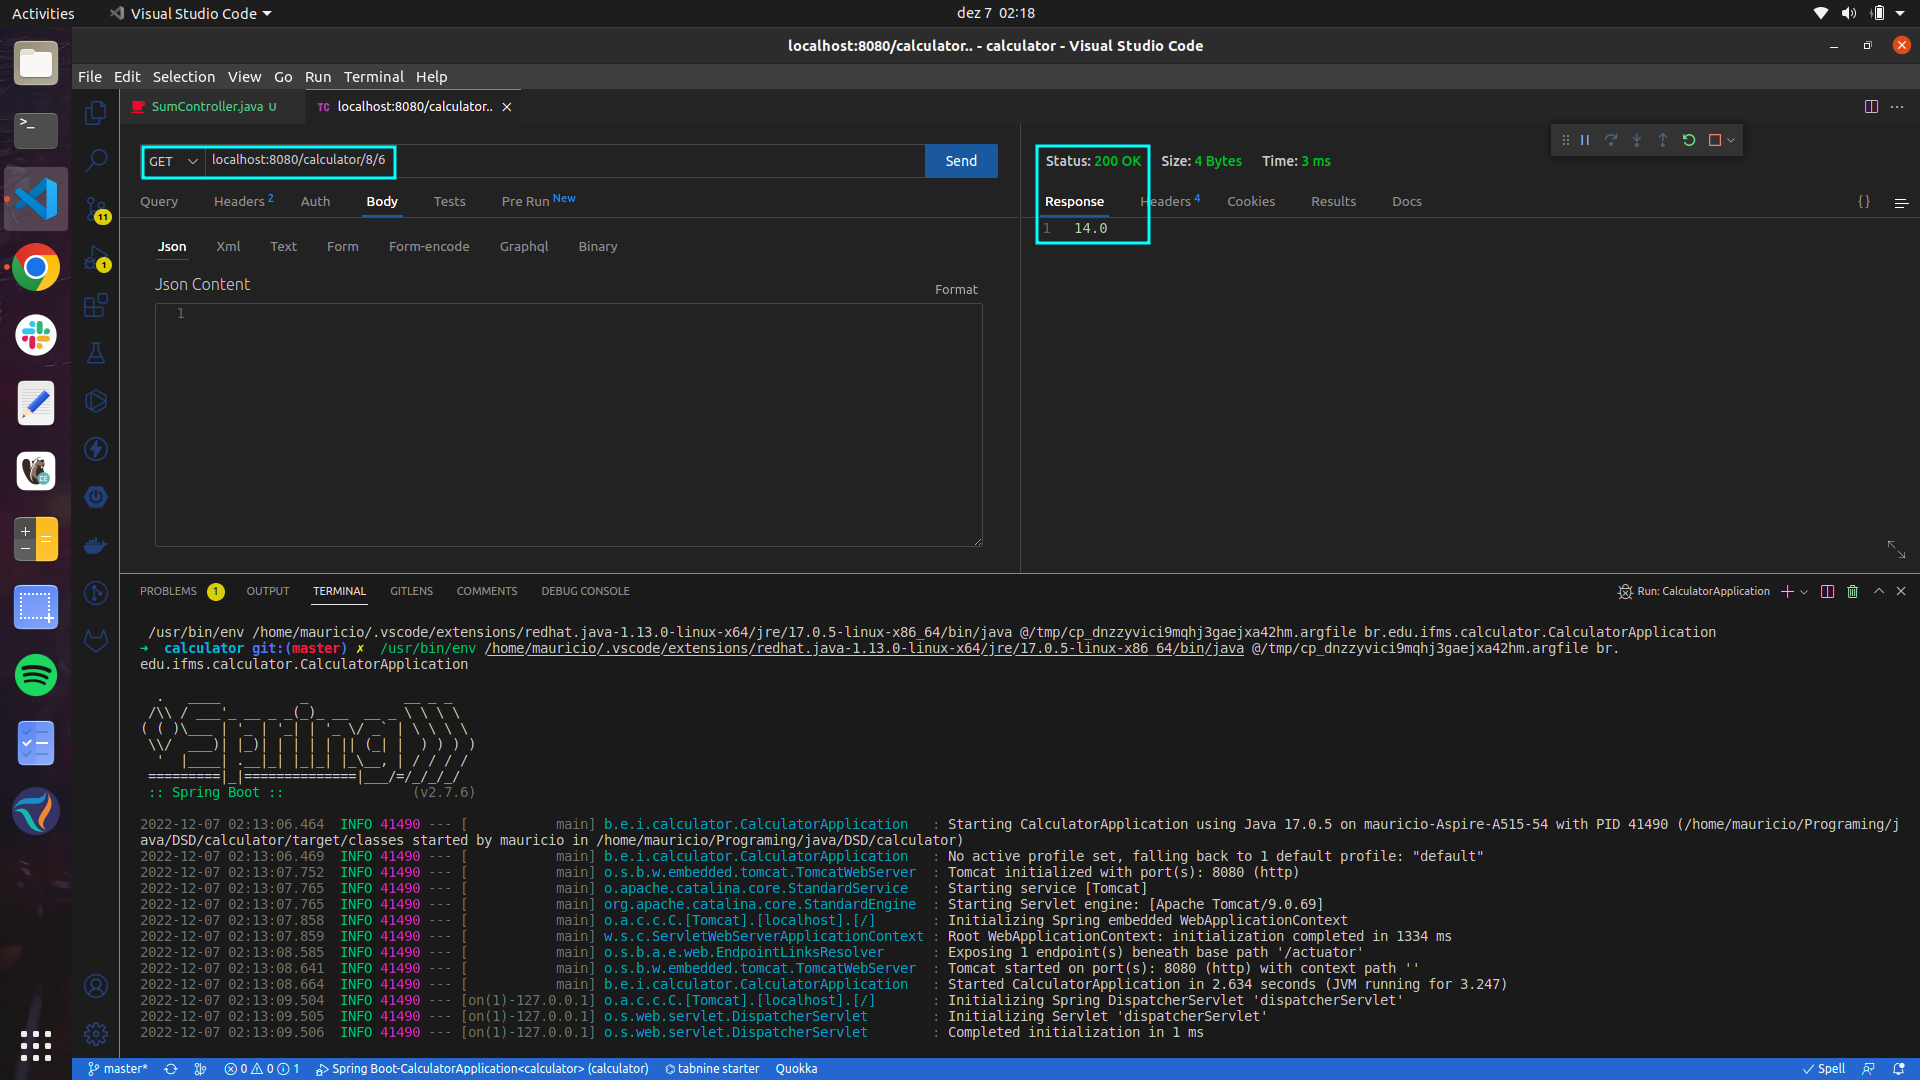 Activities Visual Studio Code dez 7 02:18
localhost:8080/calculator.. - calculator - Visual Studio Code
File Edit Selection View Go Run Terminal Help
SumController.java U TC localhost:8080/calculator..
GET localhost:8080/calculator/8/6 Send
Status: 200 OK Size: 4 Bytes Time: 3 ms
Query Headers 2 Auth Body Tests Pre Run New
Response Headers 4 Cookies Results Docs {}
1 14.0
Json Xml Text Form Form-encode Graphql Binary
Json Content Format
1
11
1
PROBLEMS 1 OUTPUT TERMINAL GITLENS COMMENTS DEBUG CONSOLE Run: CalculatorApplication
/usr/bin/env /home/mauricio/.vscode/extensions/redhat.java-1.13.0-linux-x64/jre/17.0.5-linux-x86_64/bin/java @/tmp/cp_dnzzyvici9mqhj3gaejxa42hm.argfile br.edu.ifms.calculator.CalculatorApplication
➜ calculator git:(master) ✗ /usr/bin/env /home/mauricio/.vscode/extensions/redhat.java-1.13.0-linux-x64/jre/17.0.5-linux-x86_64/bin/java @/tmp/cp_dnzzyvici9mqhj3gaejxa42hm.argfile br.
edu.ifms.calculator.CalculatorApplication
  .   ____          _            __ _ _
 /\\ / ___'_ __ _ _(_)_ __  __ _ \ \ \ \
( ( )\___ | '_ | '_| | '_ \/ _` | \ \ \ \
 \\/  ___)| |_)| | | | | || (_| |  ) ) ) )
  '  |____| .__|_| |_|_| |_\__, | / / / /
 =========|_|==============|___/=/_/_/_/
 :: Spring Boot ::                (v2.7.6)
2022-12-07 02:13:06.464  INFO 41490 --- [           main] b.e.i.calculator.CalculatorApplication   : Starting CalculatorApplication using Java 17.0.5 on mauricio-Aspire-A515-54 with PID 41490 (/home/mauricio/Programing/j
ava/DSD/calculator/target/classes started by mauricio in /home/mauricio/Programing/java/DSD/calculator)
2022-12-07 02:13:06.469  INFO 41490 --- [           main] b.e.i.calculator.CalculatorApplication   : No active profile set, falling back to 1 default profile: "default"
2022-12-07 02:13:07.752  INFO 41490 --- [           main] o.s.b.w.embedded.tomcat.TomcatWebServer  : Tomcat initialized with port(s): 8080 (http)
2022-12-07 02:13:07.765  INFO 41490 --- [           main] o.apache.catalina.core.StandardService   : Starting service [Tomcat]
2022-12-07 02:13:07.765  INFO 41490 --- [           main] org.apache.catalina.core.StandardEngine  : Starting Servlet engine: [Apache Tomcat/9.0.69]
2022-12-07 02:13:07.858  INFO 41490 --- [           main] o.a.c.c.C.[Tomcat].[localhost].[/]       : Initializing Spring embedded WebApplicationContext
2022-12-07 02:13:07.859  INFO 41490 --- [           main] w.s.c.ServletWebServerApplicationContext : Root WebApplicationContext: initialization completed in 1334 ms
2022-12-07 02:13:08.585  INFO 41490 --- [           main] o.s.b.a.e.web.EndpointLinksResolver      : Exposing 1 endpoint(s) beneath base path '/actuator'
2022-12-07 02:13:08.641  INFO 41490 --- [           main] o.s.b.w.embedded.tomcat.TomcatWebServer  : Tomcat started on port(s): 8080 (http) with context path ''
2022-12-07 02:13:08.664  INFO 41490 --- [           main] b.e.i.calculator.CalculatorApplication   : Started CalculatorApplication in 2.634 seconds (JVM running for 3.247)
2022-12-07 02:13:09.504  INFO 41490 --- [on(1)-127.0.0.1] o.a.c.c.C.[Tomcat].[localhost].[/]       : Initializing Spring DispatcherServlet 'dispatcherServlet'
2022-12-07 02:13:09.505  INFO 41490 --- [on(1)-127.0.0.1] o.s.web.servlet.DispatcherServlet        : Initializing Servlet 'dispatcherServlet'
2022-12-07 02:13:09.506  INFO 41490 --- [on(1)-127.0.0.1] o.s.web.servlet.DispatcherServlet        : Completed initialization in 1 ms
master* 0 0 1 Spring Boot-CalculatorApplication<calculator> (calculator) tabnine starter Quokka Spell